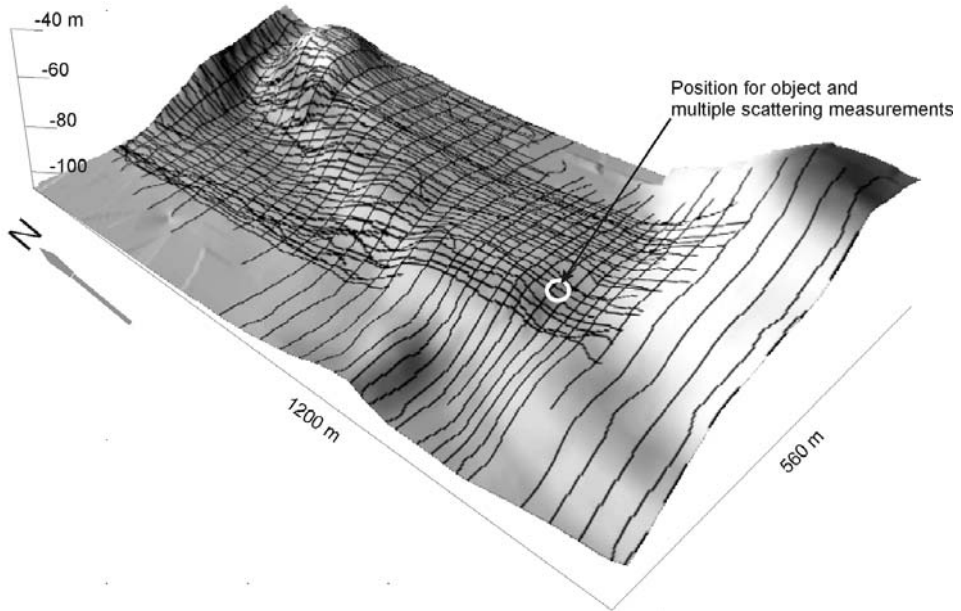 -40 m
-60
-80
-100
Position for object and
multiple scattering measurements
N
1200 m
560 m